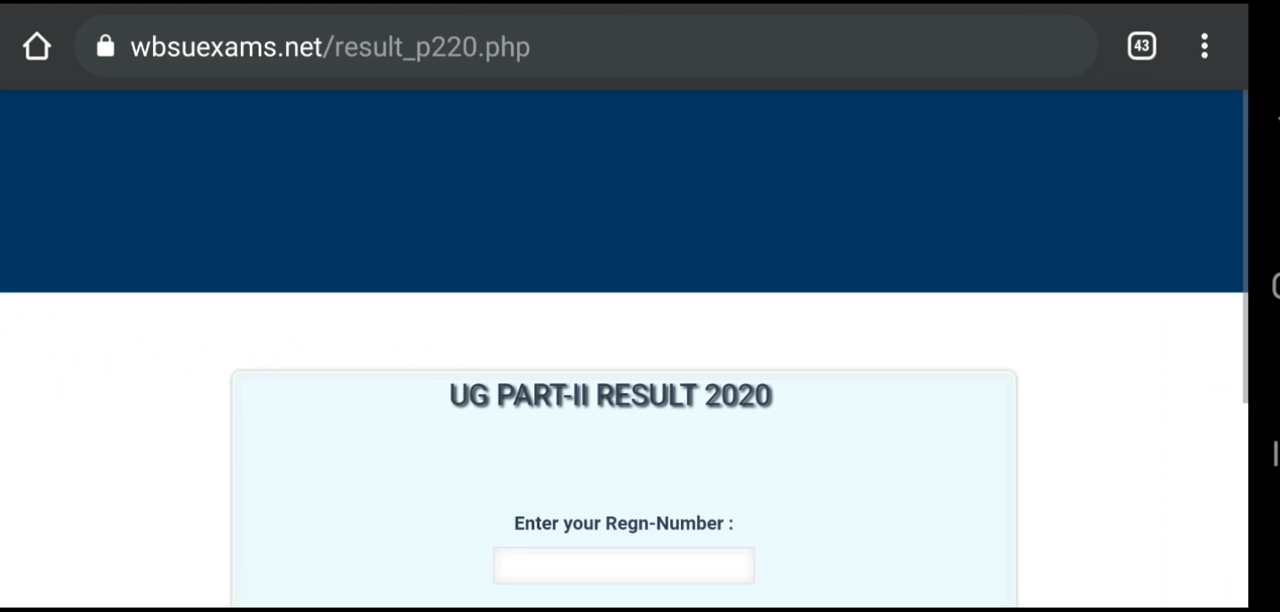 wbsuexams.net/result_p220.php
43
UG PART-II RESULT 2020
Enter your Regn-Number :